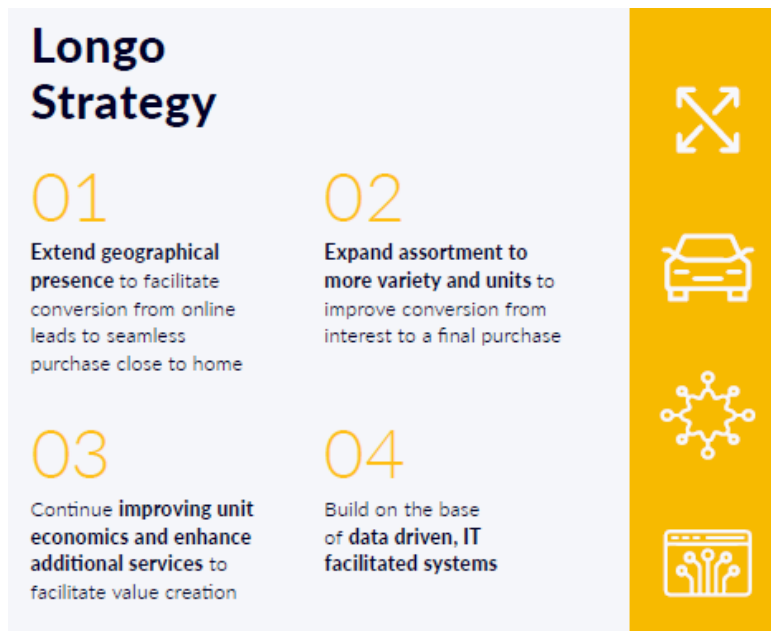 Longo
Strategy
01
Extend geographical
presence to facilitate
conversion from online
leads to seamless
purchase close to home
02
Expand assortment to
more variety and units to
improve conversion from
interest to a final purchase
03
Continue improving unit
economics and enhance
additional services to
facilitate value creation
04
Build on the base
of data driven, IT
facilitated systems